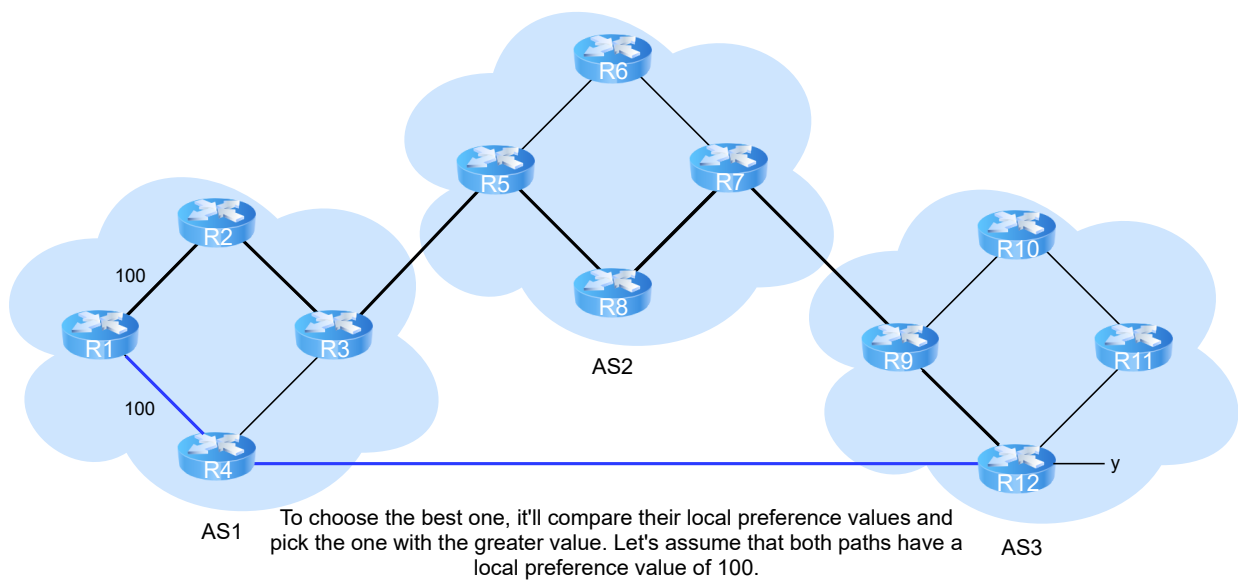 R6
R5
R7
R2
R10
100
R8
R1
R3
R9
R11
AS2
100
R4
R12
y
AS1
To choose the best one, it'll compare their local preference values and
pick the one with the greater value. Let's assume that both paths have a
local preference value of 100.
AS3